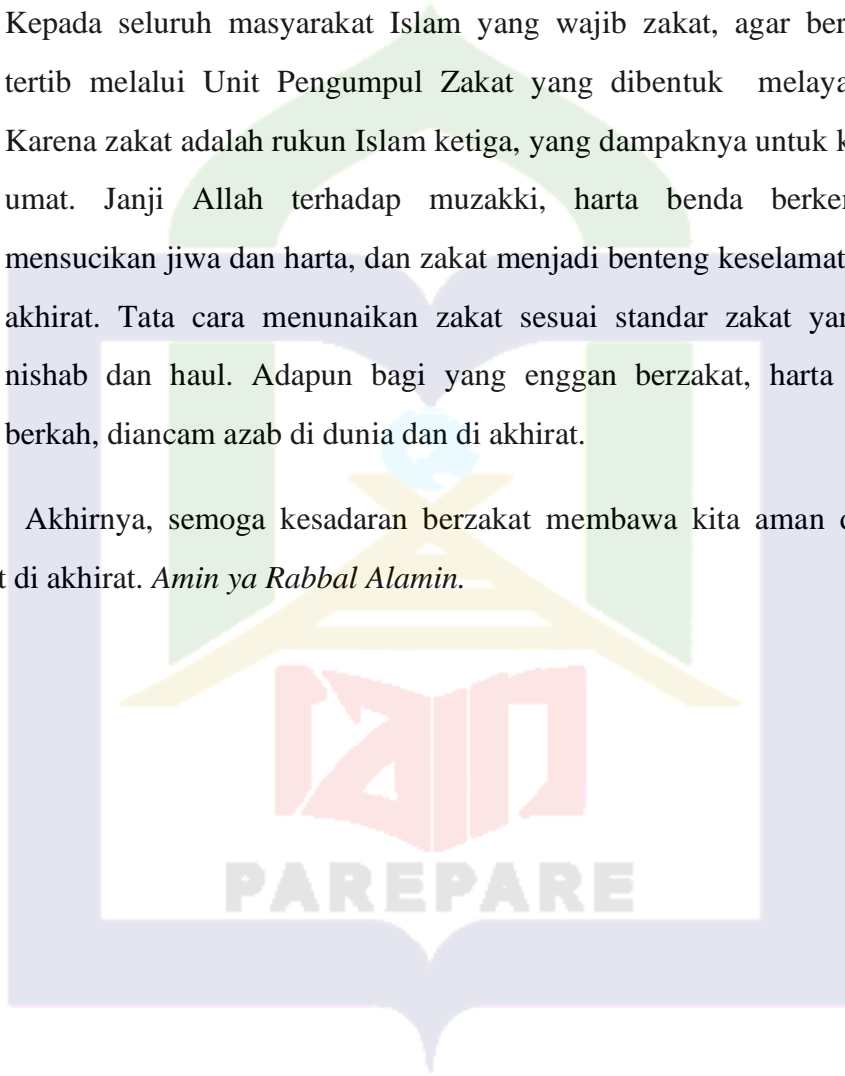 Kepada seluruh masyarakat Islam yang wajib zakat, agar ber
tertib melalui Unit Pengumpul Zakat yang dibentuk melaya
Karena zakat adalah rukun Islam ketiga, yang dampaknya untuk k
umat. Janji Allah terhadap muzakki, harta benda berke
mensucikan jiwa dan harta, dan zakat menjadi benteng keselamat
akhirat. Tata cara menunaikan zakat sesuai standar zakat yan
nishab dan haul. Adapun bagi yang enggan berzakat, harta
berkah, diancam azab di dunia dan di akhirat.
Akhirnya, semoga kesadaran berzakat membawa kita aman d
t di akhirat. Amin ya Rabbal Alamin.
IAIN
PAREPARE